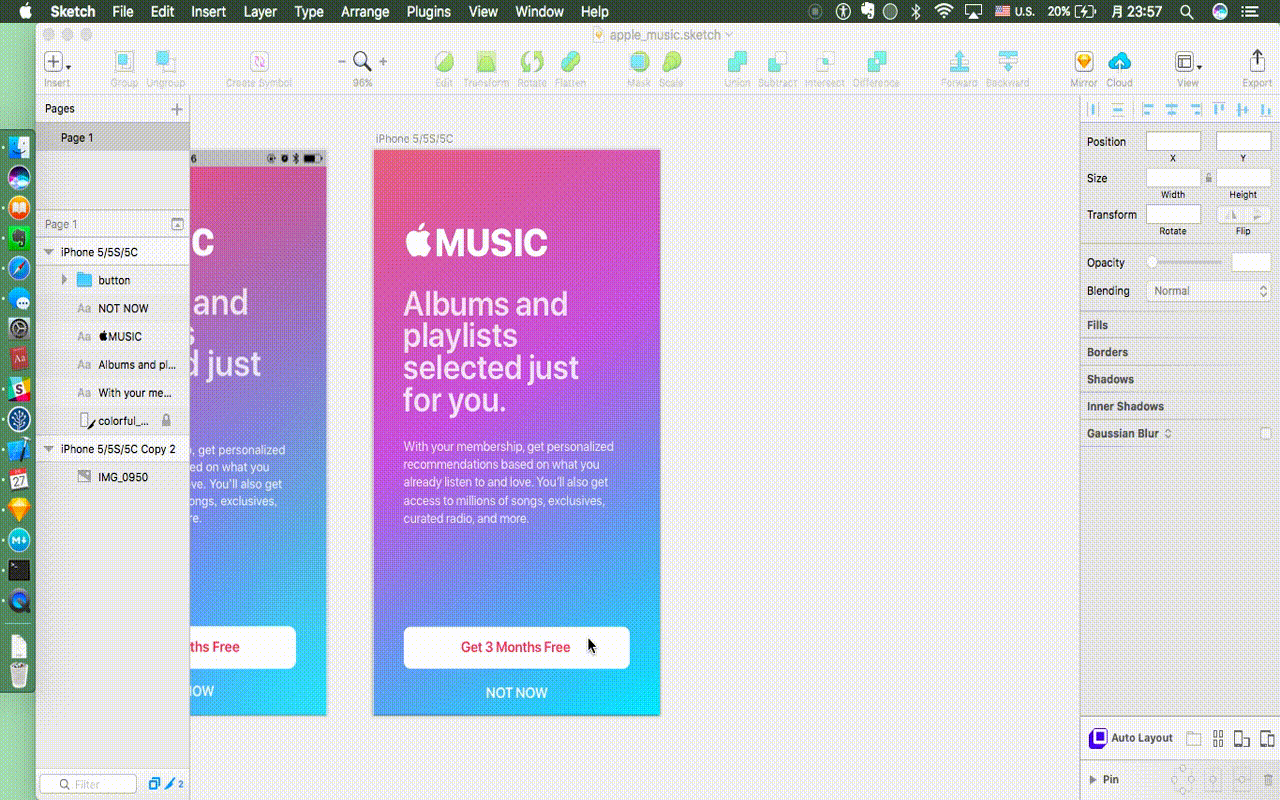 Sketch File Edit Insert Layer Type Arrange Plugins View Window Help U.S. 20% 月 23:57
apple_music.sketch
Insert Group Ungroup Create Symbol 96% Edit Transform Rotate Flatten Mask Scale Union Subtract Intersect Difference Forward Backward Mirror Cloud View Export
Pages
Page 1
Page 1
iPhone 5/5S/5C
button
Aa NOT NOW
Aa MUSIC
Aa Albums and pl...
Aa With your me...
colorful_...
iPhone 5/5S/5C Copy 2
IMG_0950
Filter
2
6
C
and
s
d just
, get personalized
ed on what you
ve. You'll also get
ongs, exclusives,
re.
ths Free
NOW
iPhone 5/5S/5C
MUSIC
Albums and
playlists
selected just
for you.
With your membership, get personalized
recommendations based on what you
already listen to and love. You'll also get
access to millions of songs, exclusives,
curated radio, and more.
Get 3 Months Free
NOT NOW
Position
X Y
Size
Width Height
Transform
Rotate Flip
Opacity
Blending Normal
Fills
Borders
Shadows
Inner Shadows
Gaussian Blur
Auto Layout
Pin